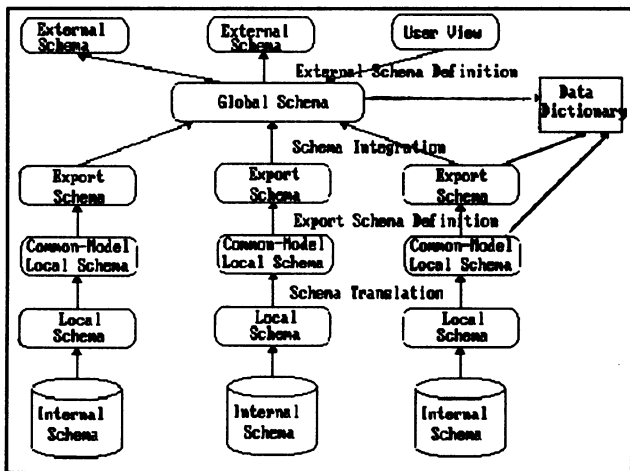 External
Schema
External
Schema
User View
External Schema Definition
Global Schema
Data
Dictionary
Schema Integration
Export
Schema
Export
Schema
Export
Schema
Export Schema Definition
Common-Model
Local Schema
Common-Model
Local Schema
Common-Model
Local Schema
Schema Translation
Local
Schema
Local
Schema
Local
Schema
Internal
Schema
Internal
Schema
Internal
Schema